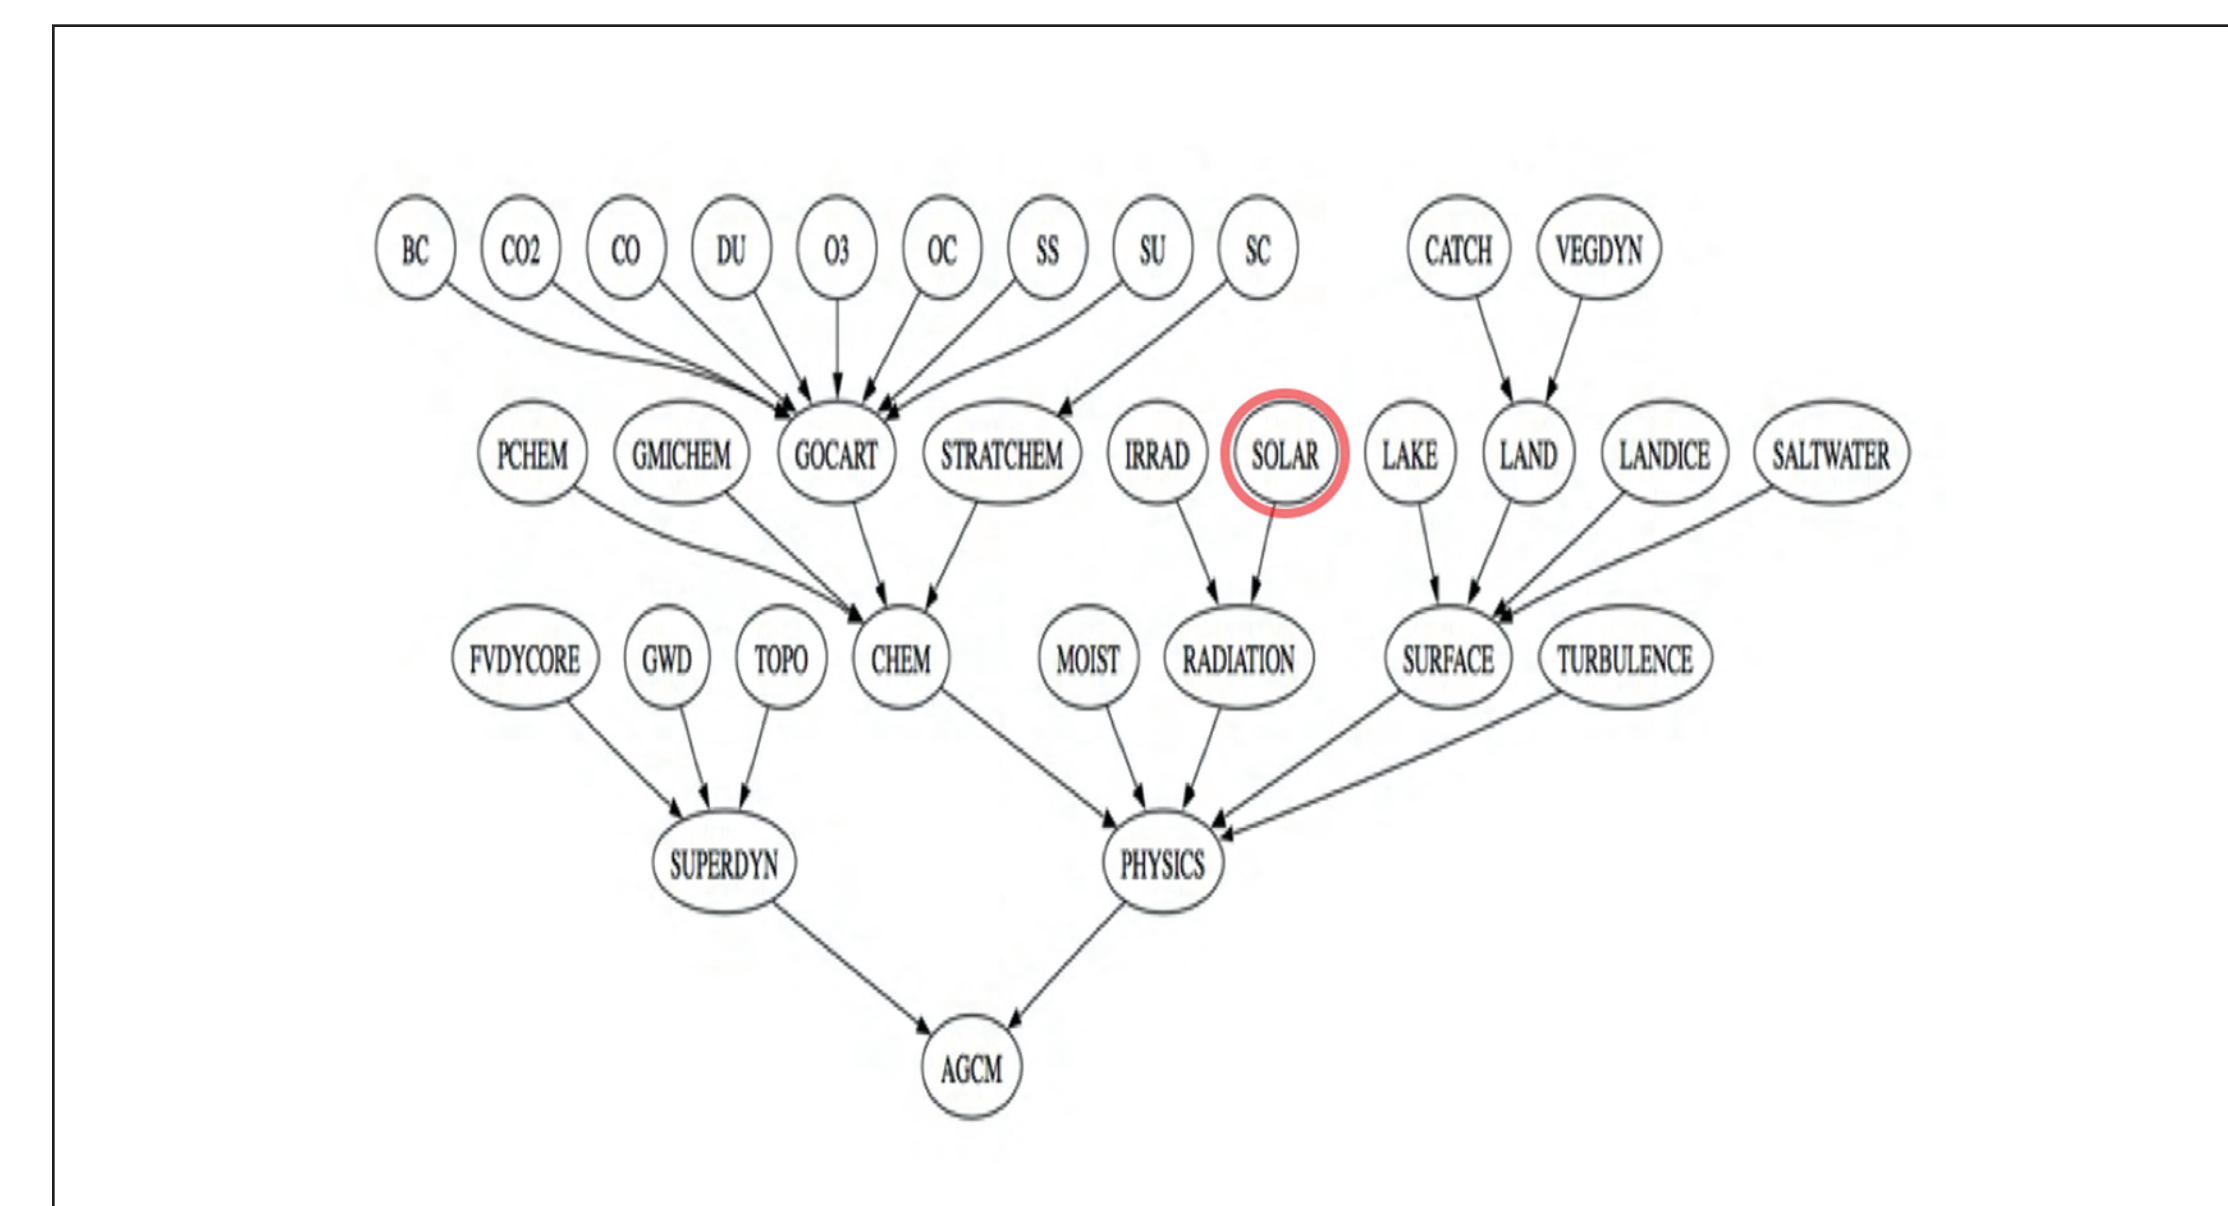 BC CO2 CO DU O3 OC SS SU SC CATCH VEGDYN
PCHEM GMICHEM GOCART STRATCHEM IRRAD SOLAR LAKE LAND LANDICE SALTWATER
FVDYCORE GWD TOPO CHEM MOIST RADIATION SURFACE TURBULENCE
SUPERDYN PHYSICS
AGCM